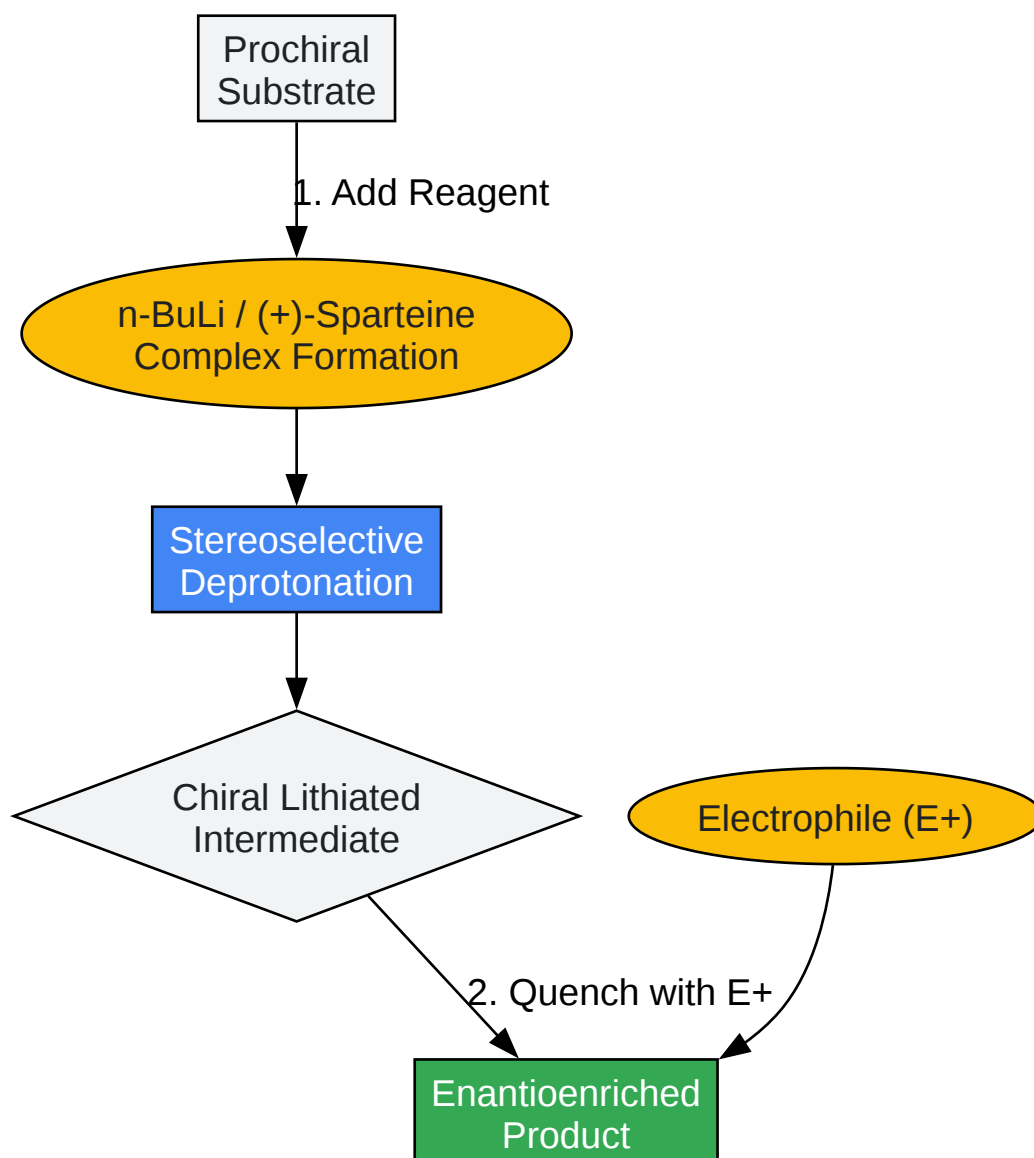 Prochiral
Substrate
1. Add Reagent
n-BuLi / (+)-Sparteine
Complex Formation
Stereoselective
Deprotonation
Chiral Lithiated
Intermediate
Electrophile (E+)
2. Quench with E+
Enantioenriched
Product